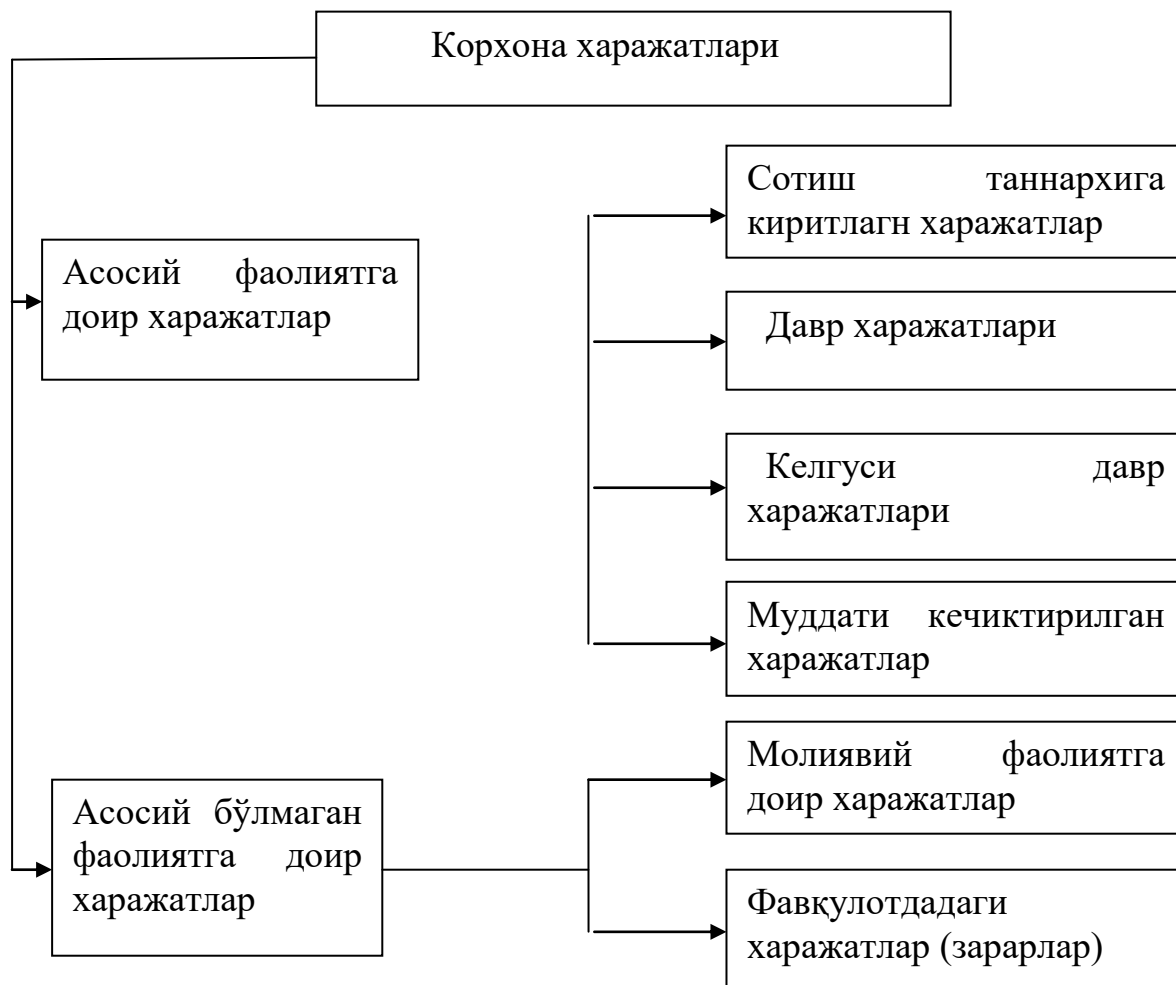 Корхона харажатлари
Асосий фаолиятга
доир харажатлар
Сотиш таннархига
киритлагн харажатлар
Давр харажатлари
Келгуси давр
харажатлари
Муддати кечиктирилган
харажатлар
Асосий бўлмаган
фаолиятга доир
харажатлар
Молиявий фаолиятга
доир харажатлар
Фавқулотдадаги
харажатлар (зарарлар)